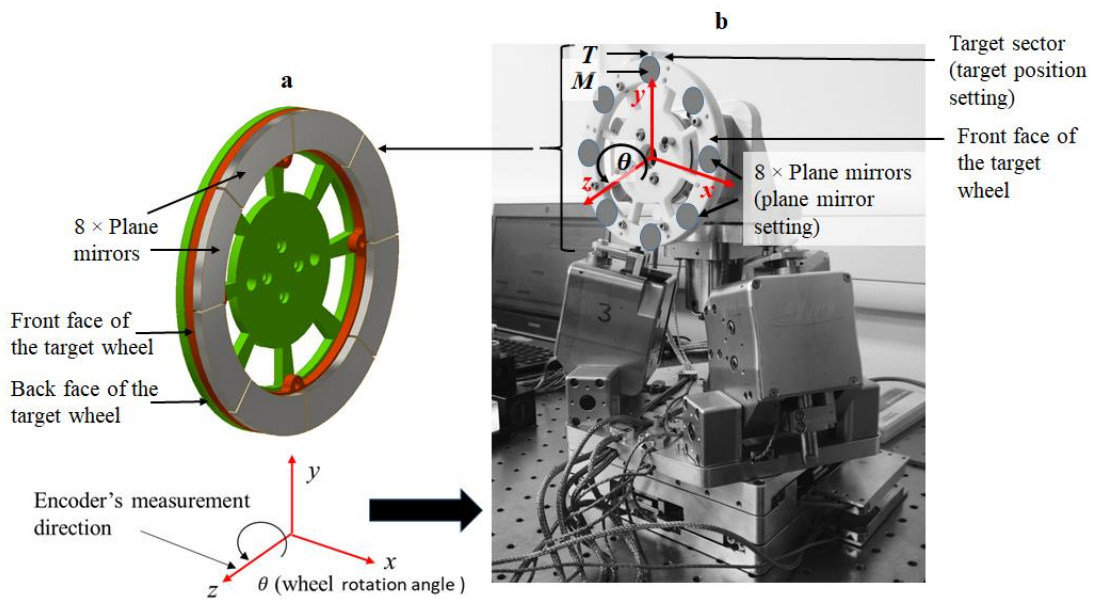 a
8 × Plane
mirrors
Front face of
the target wheel
Back face of the
target wheel
Encoder's measurement
direction
y
x
z
θ (wheel rotation angle )
b
T
M
y
θ
z
x
3
Target sector
(target position
setting)
Front face of
the target
wheel
8 × Plane mirrors
(plane mirror
setting)